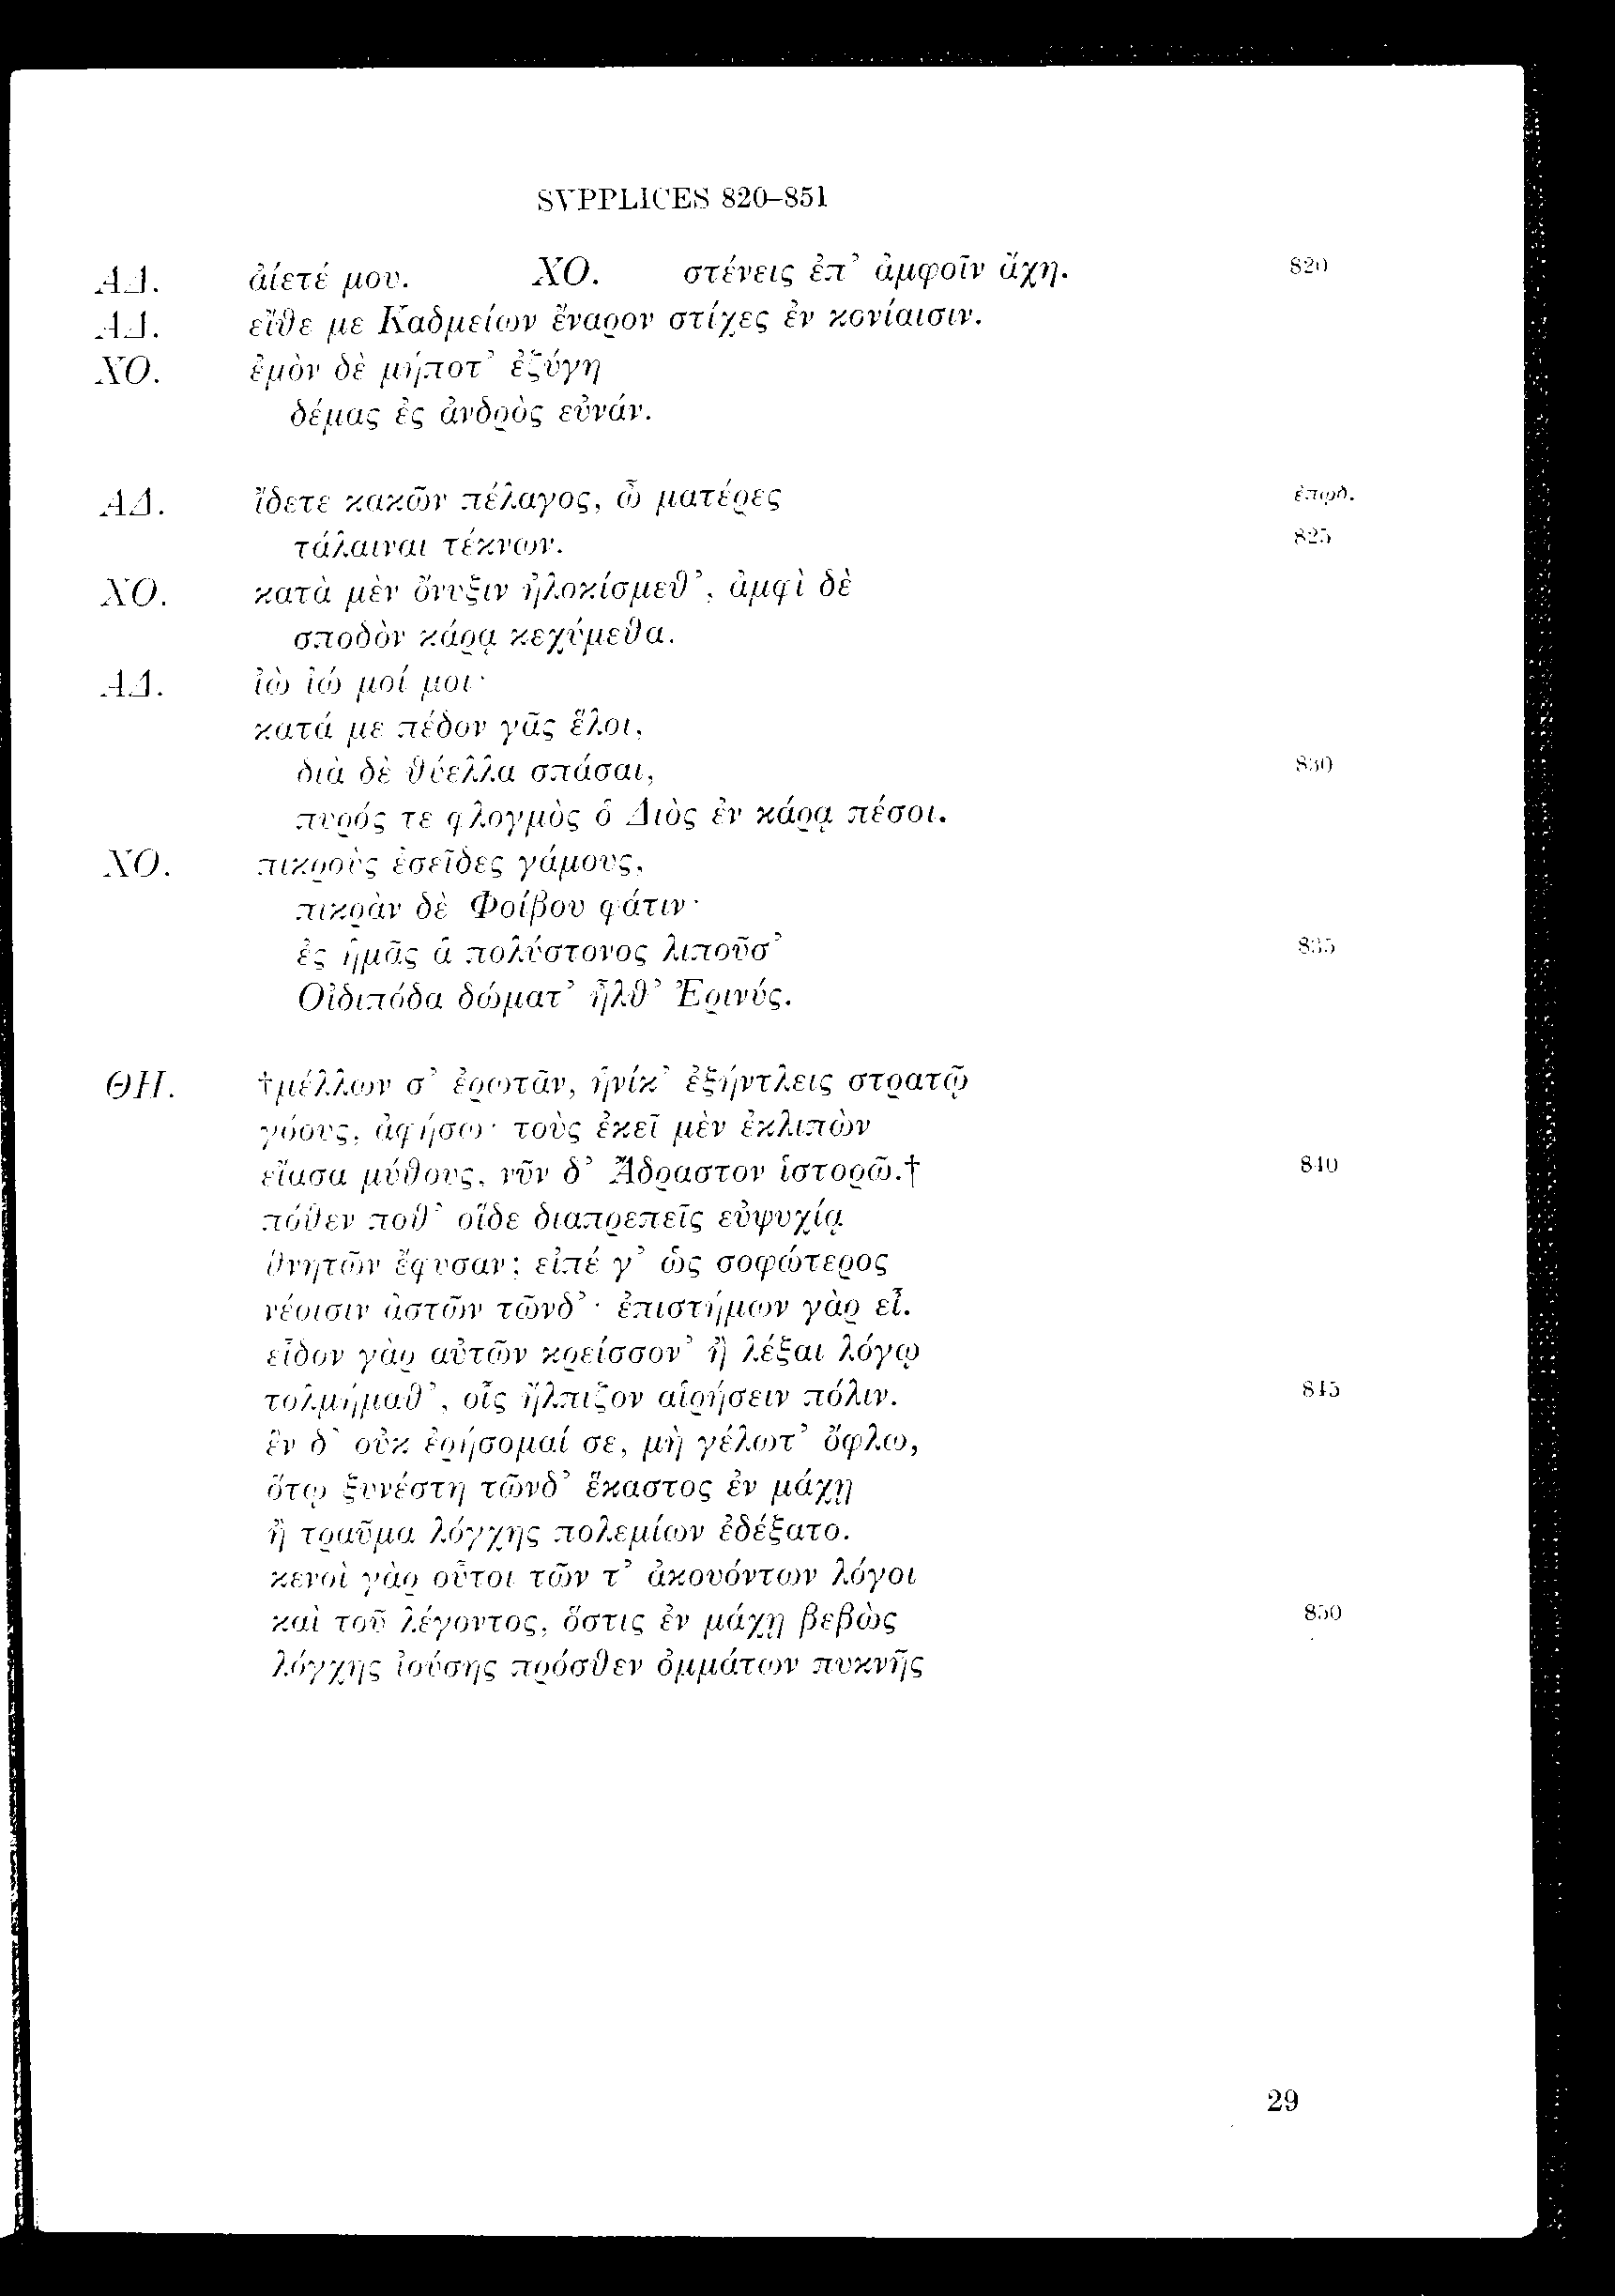 SVPPLICES 820–851
ΑΔ. ἀίετέ μου. ΧΟ. στένεις ἐπ’ ἀμφοῖν ἄχη. 820
ΑΔ. εἴθε με Καδμείων ἔναρον στίχες ἐν κονίαισιν.
ΧΟ. ἐμὸν δὲ μήποτ’ ἐζύγη
δέμας ἐς ἀνδρὸς εὐνάν.
ΑΔ. ἴδετε κακῶν πέλαγος, ὦ ματέρες ἐπῳδ.
τάλαιναι τέκνων. 825
ΧΟ. κατὰ μὲν ὄνυξιν ἠλοκίσμεθ’, ἀμφὶ δὲ
σποδὸν κάρᾳ κεχύμεθα.
ΑΔ. ἰὼ ἰώ μοί μοι·
κατά με πέδον γᾶς ἕλοι,
διὰ δὲ θύελλα σπάσαι, 830
πυρός τε φλογμὸς ὁ Διὸς ἐν κάρᾳ πέσοι.
ΧΟ. πικροὺς ἐσεῖδες γάμους,
πικρὰν δὲ Φοίβου φάτιν·
ἐς ἡμᾶς ἁ πολύστονος λιποῦσ’ 835
Οἰδιπόδα δώματ’ ἦλθ’ Ἐρινύς.
ΘΗ. †μέλλων σ’ ἐρωτᾶν, ἡνίκ’ ἐξήντλεις στρατῷ
γόους, ἀφήσω· τοὺς ἐκεῖ μὲν ἐκλιπὼν
εἴασα μύθους, νῦν δ’ Ἄδραστον ἱστορῶ.† 840
πόθεν ποθ’ οἵδε διαπρεπεῖς εὐψυχίᾳ
θνητῶν ἔφυσαν; εἰπέ γ’ ὡς σοφώτερος
νέοισιν ἀστῶν τῶνδ’· ἐπιστήμων γὰρ εἶ.
εἶδον γὰρ αὐτῶν κρείσσον’ ἢ λέξαι λόγῳ
τολμήμαθ’, οἷς ἤλπιζον αἱρήσειν πόλιν. 845
ἓν δ’ οὐκ ἐρήσομαί σε, μὴ γέλωτ’ ὄφλω,
ὅτῳ ξυνέστη τῶνδ’ ἕκαστος ἐν μάχῃ
ἢ τραῦμα λόγχης πολεμίων ἐδέξατο.
κενοὶ γὰρ οὗτοι τῶν τ’ ἀκουόντων λόγοι
καὶ τοῦ λέγοντος, ὅστις ἐν μάχῃ βεβὼς 850
λόγχης ἰούσης πρόσθεν ὀμμάτων πυκνῆς
29